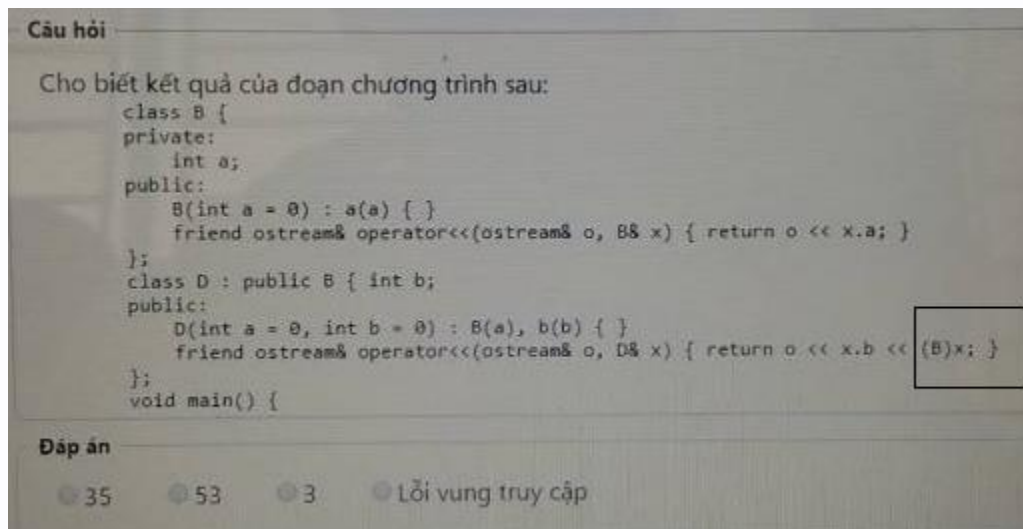 Câu hỏi
Cho biết kết quả của đoạn chương trình sau:
class B {
private:
int a;
public:
B(int a = 0) : a(a) { }
friend ostream& operator<<(ostream& o, B& x) { return o << x.a; }
};
class D : public B { int b;
public:
D(int a = 0, int b = 0) : B(a), b(b) { }
friend ostream& operator<<(ostream& o, D& x) { return o << x.b << (B)x; }
};
void main() {
Đáp án
35 53 3 Lỗi vung truy cập